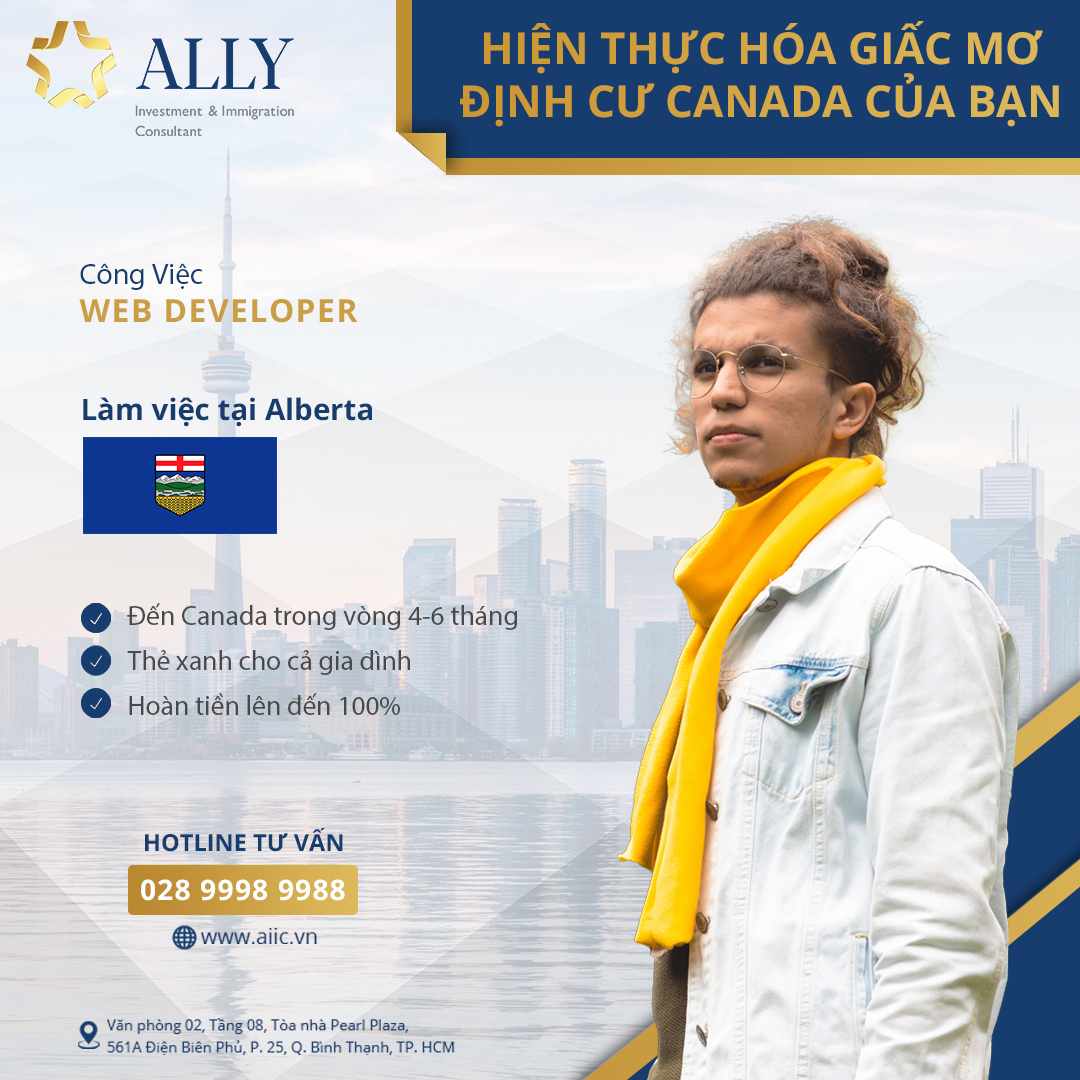 ALLY
Investment & Immigration
Consultant
HIỆN THỰC HÓA GIẤC MƠ
ĐỊNH CƯ CANADA CỦA BẠN
Công Việc
WEB DEVELOPER
Làm việc tại Alberta
Đến Canada trong vòng 4-6 tháng
Thẻ xanh cho cả gia đình
Hoàn tiền lên đến 100%
HOTLINE TƯ VẤN
028 9998 9988
www.aiic.vn
Văn phòng 02, Tầng 08, Tòa nhà Pearl Plaza,
561A Điện Biên Phủ, P. 25, Q. Bình Thạnh, TP. HCM